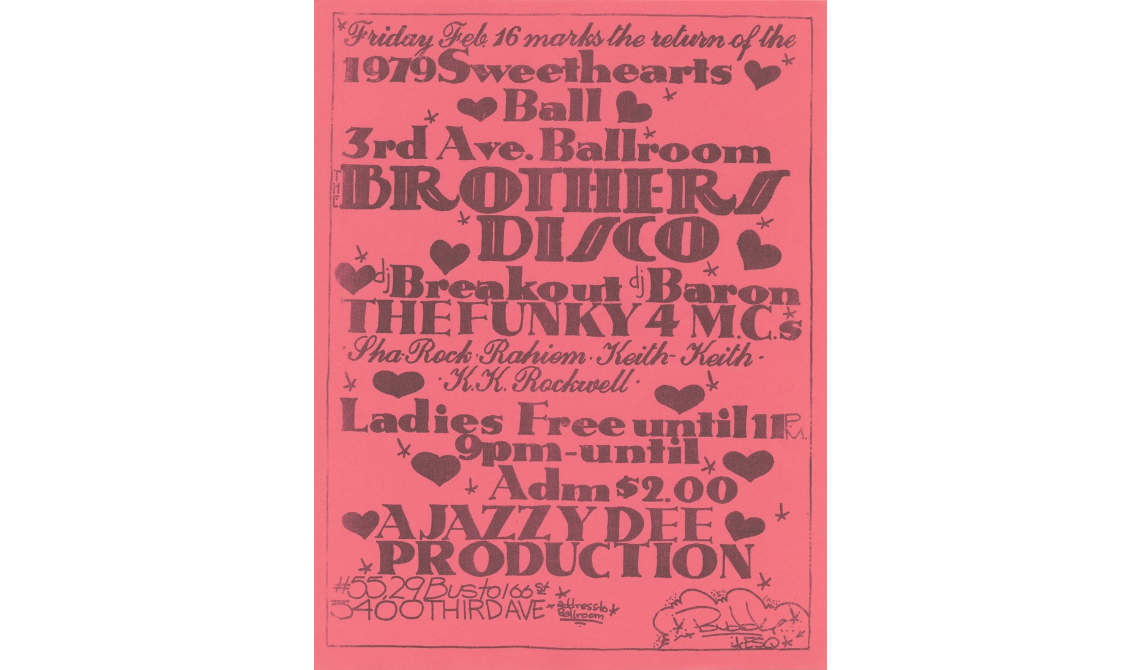 *Friday Feb. 16 marks the return of the
1979 Sweethearts
Ball
3rd Ave. Ballroom
THE BROTHERS
DISCO
dj Breakout dj Baron
THE FUNKY 4 M.C.s
· Sha-Rock · Rahiem · Keith - Keith ·
· K.K. Rockwell ·
Ladies Free until 11 P.M.
9pm-until
Adm $2.00
A JAZZY DEE
PRODUCTION
#55, 29 Bus to 166 st
3400 THIRD AVE * address to Ballroom *
Buddy
*ESQ*